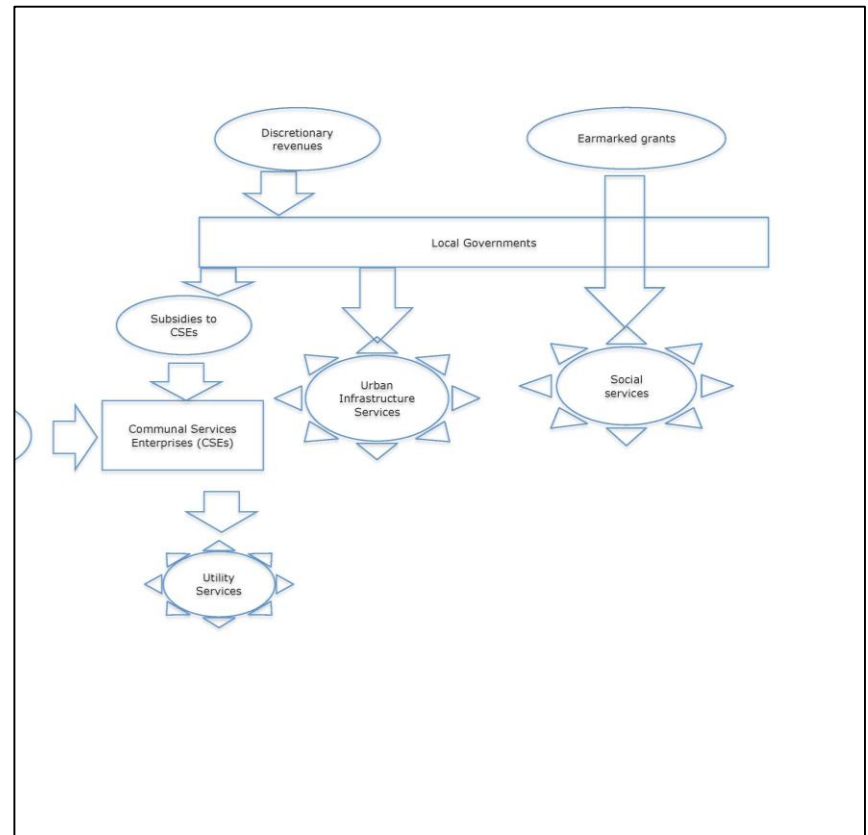 Discretionary
revenues
Earmarked grants
Local Governments
Subsidies to
CSEs
Urban
Infrastructure
Services
Social
services
Communal Services
Enterprises (CSEs)
Utility
Services